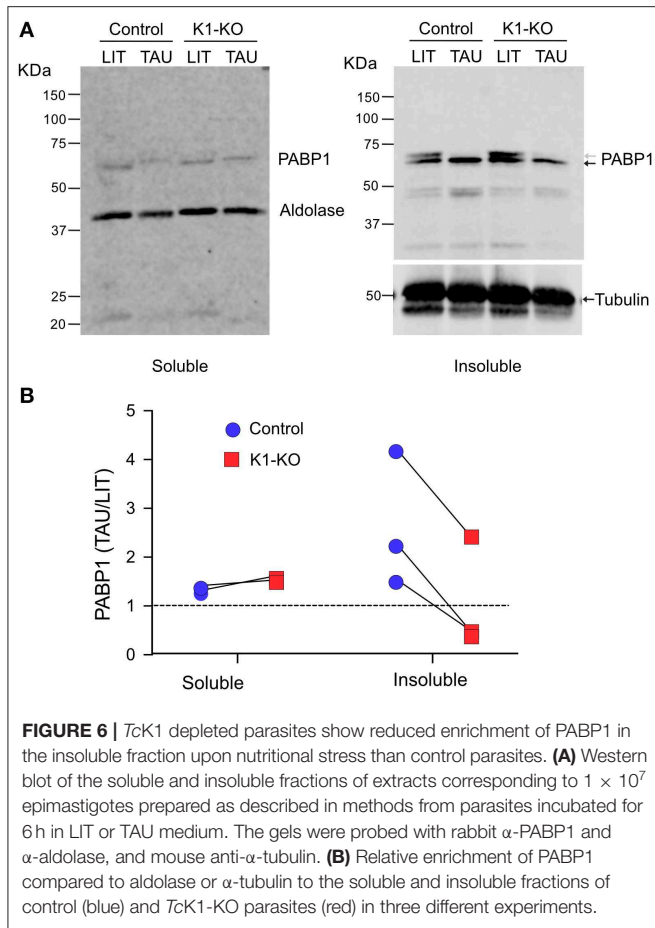 A
Control K1-KO
LIT TAU LIT TAU
KDa
150
100
75
50
37
25
20
PABP1
Aldolase
Soluble
Control K1-KO
LIT TAU LIT TAU
KDa
150
100
75
50
37
PABP1
50
Tubulin
Insoluble
B
PABP1 (TAU/LIT)
5
4
3
2
1
0
Control
K1-KO
Soluble Insoluble
FIGURE 6 | TcK1 depleted parasites show reduced enrichment of PABP1 in
the insoluble fraction upon nutritional stress than control parasites. (A) Western
blot of the soluble and insoluble fractions of extracts corresponding to 1 × 10⁷
epimastigotes prepared as described in methods from parasites incubated for
6 h in LIT or TAU medium. The gels were probed with rabbit α-PABP1 and
α-aldolase, and mouse anti-α-tubulin. (B) Relative enrichment of PABP1
compared to aldolase or α-tubulin to the soluble and insoluble fractions of
control (blue) and TcK1-KO parasites (red) in three different experiments.